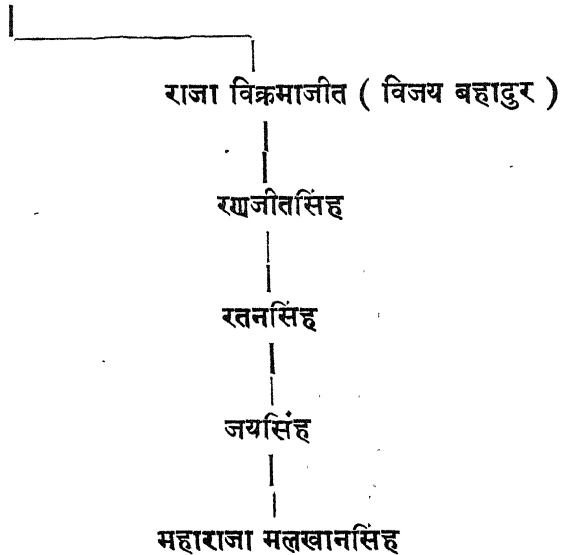 राजा विक्रमाजीत ( विजय बहादुर )
रणजीतसिंह
रतनसिंह
जयसिंह
महाराजा मलखानसिंह